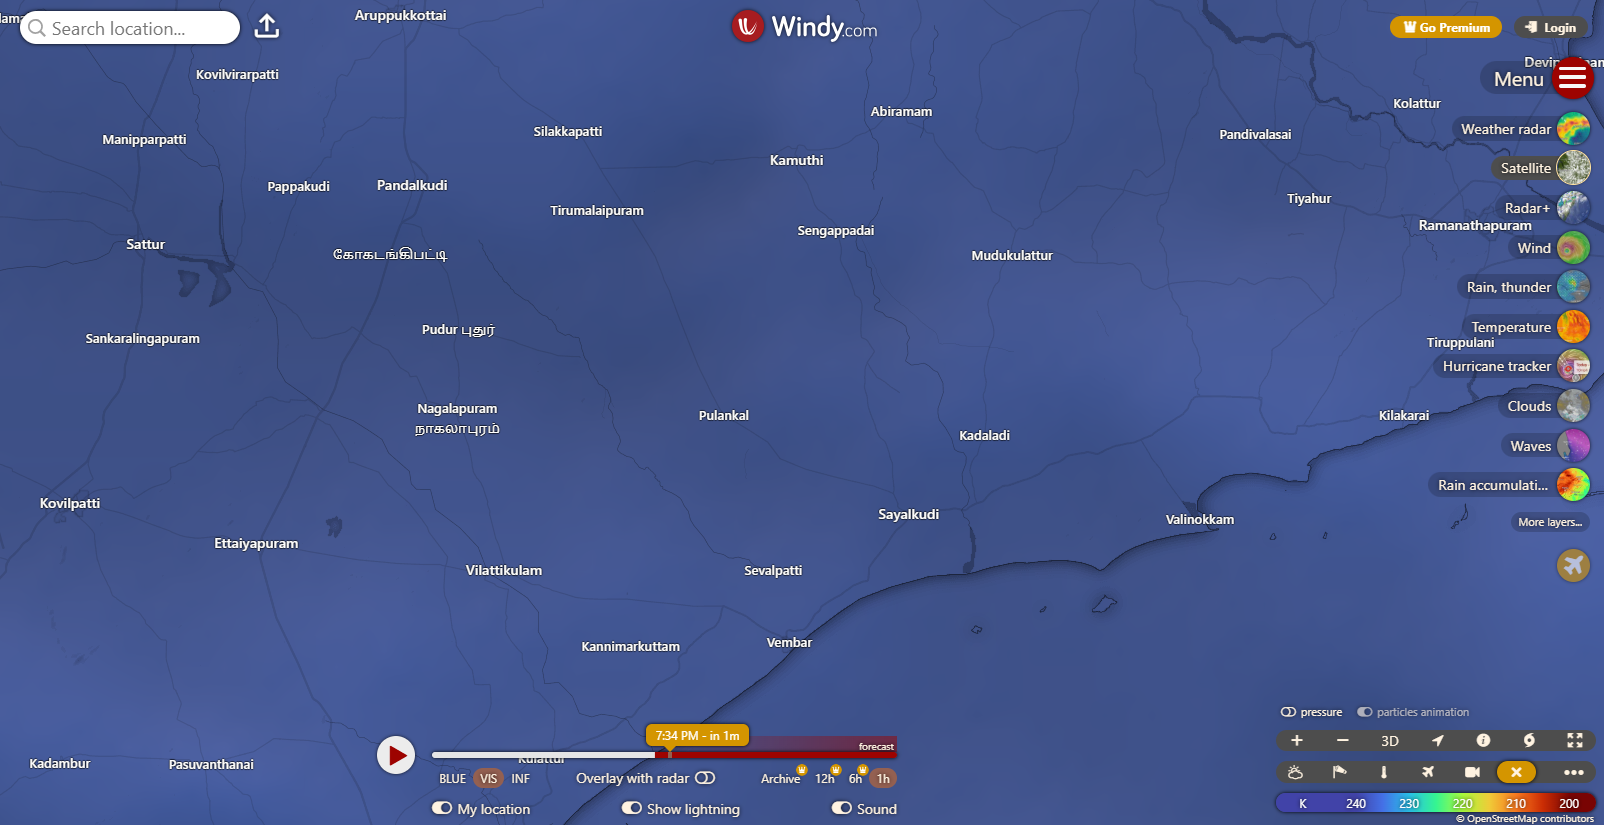 Aruppukkottai
Search location...
Windy.com
Go Premium
Login
Menu
Kovilvirarpatti
Kolattur
Abiramam
Weather radar
Silakkapatti
Pandivalasai
Manipparpatti
Kamuthi
Satellite
Pappakudi
Pandalkudi
Tiyahur
Radar+
Tirumalaipuram
Ramanathapuram
Sengappadai
Sattur
Wind
கோகடங்கிபட்டி
Mudukulattur
Rain, thunder
Pudur புதுர்
Temperature
Sankaralingapuram
Tiruppulani
Hurricane tracker
Nagalapuram
நாகலாபுரம்
Clouds
Pulankal
Kilakarai
Kadaladi
Waves
Rain accumulati...
Kovilpatti
Sayalkudi
Valinokkam
More layers...
Ettaiyapuram
Vilattikulam
Sevalpatti
Kannimarkuttam
Vembar
pressure
particles animation
7:34 PM - in 1m
forecast
3D
Kadambur
Pasuvanthanai
BLUE VIS INF
Overlay with radar
Archive 12h 6h 1h
My location
Show lightning
Sound
K 240 230 220 210 200
© OpenStreetMap contributors